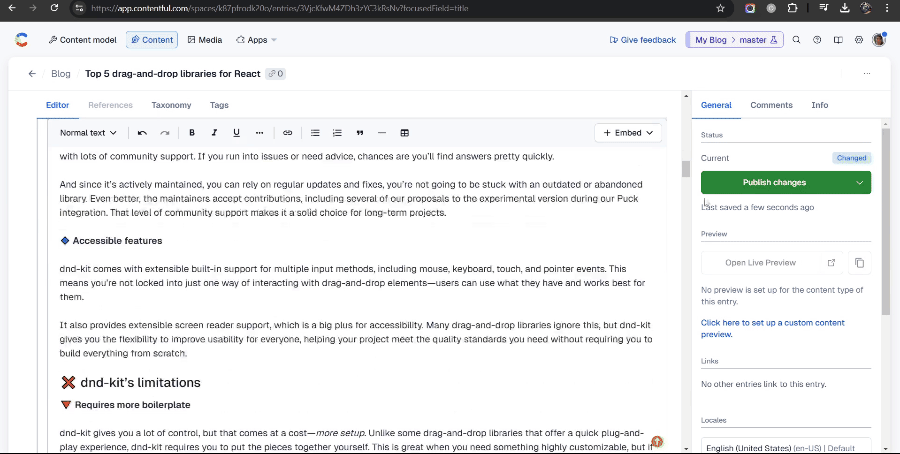 https://app.contentful.com/spaces/k87pfrodk20o/entries/3VjcKfwM4ZDh3zYC3kRsNv?focusedField=title
Content model
Content
Media
Apps
Give feedback
My Blog > master
Blog
Top 5 drag-and-drop libraries for React
0
Editor
References
Taxonomy
Tags
General
Comments
Info
Normal text
B
I
U
+ Embed
with lots of community support. If you run into issues or need advice, chances are you'll find answers pretty quickly.
And since it's actively maintained, you can rely on regular updates and fixes, you're not going to be stuck with an outdated or abandoned
library. Even better, the maintainers accept contributions, including several of our proposals to the experimental version during our Puck
integration. That level of community support makes it a solid choice for long-term projects.
Accessible features
dnd-kit comes with extensible built-in support for multiple input methods, including mouse, keyboard, touch, and pointer events. This
means you're not locked into just one way of interacting with drag-and-drop elements—users can use what they have and works best for
them.
It also provides extensible screen reader support, which is a big plus for accessibility. Many drag-and-drop libraries ignore this, but dnd-kit
gives you the flexibility to improve usability for everyone, helping your project meet the quality standards you need without requiring you to
build everything from scratch.
dnd-kit's limitations
Requires more boilerplate
dnd-kit gives you a lot of control, but that comes at a cost—more setup. Unlike some drag-and-drop libraries that offer a quick plug-and-
play experience, dnd-kit requires you to put the pieces together yourself. This is great when you need something highly customizable, but if
Status
Current
Changed
Publish changes
Last saved a few seconds ago
Preview
Open Live Preview
No preview is set up for the content type of
this entry.
Click here to set up a custom content
preview.
Links
No other entries link to this entry.
Locales
English (United States) (en-US) | Default